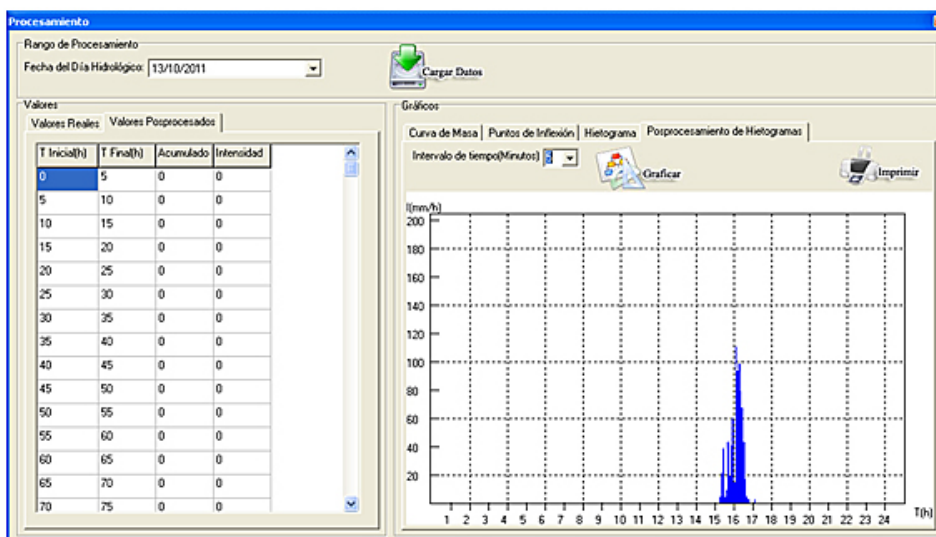 Procesamiento
Rango de Procesamiento
Fecha del Día Hidrológico: 13/10/2011
Cargar Datos
Valores
Valores Reales Valores Posprocesados
T Inicial(h) T Final(h) Acumulado Intensidad
0 5 0 0
5 10 0 0
10 15 0 0
15 20 0 0
20 25 0 0
25 30 0 0
30 35 0 0
35 40 0 0
40 45 0 0
45 50 0 0
50 55 0 0
55 60 0 0
60 65 0 0
65 70 0 0
70 75 0 0
Gráficos
Curva de Masa Puntos de Inflexión Hietograma Posprocesamiento de Hietogramas
Intervalo de tiempo(Minutos) 5
Graficar
Imprimir
I(mm/h)
200
180
160
140
120
100
80
60
40
20
1 2 3 4 5 6 7 8 9 10 11 12 13 14 15 16 17 18 19 20 21 22 23 24 T(h)